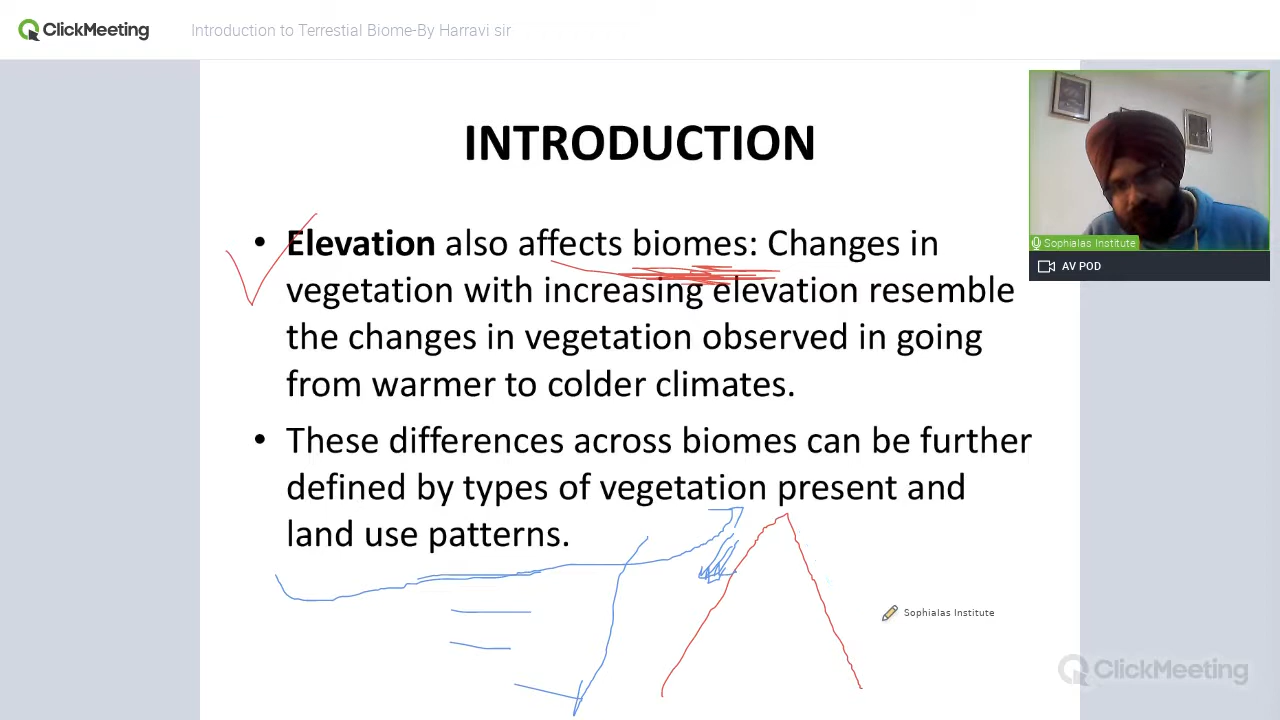 ClickMeeting Introduction to Terrestial Biome-By Harravi sir
INTRODUCTION
• Elevation also affects biomes: Changes in
vegetation with increasing elevation resemble
the changes in vegetation observed in going
from warmer to colder climates.
• These differences across biomes can be further
defined by types of vegetation present and
land use patterns.
Sophialas Institute
AV POD
Sophialas Institute
ClickMeeting